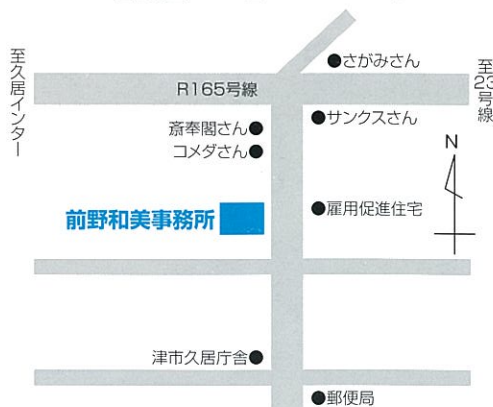 至久居インター
●さがみさん
至23号線
R165号線
斎奉閣さん●
●サンクスさん
コメダさん●
N
前野和美事務所
●雇用促進住宅
津市久居庁舎●
●郵便局